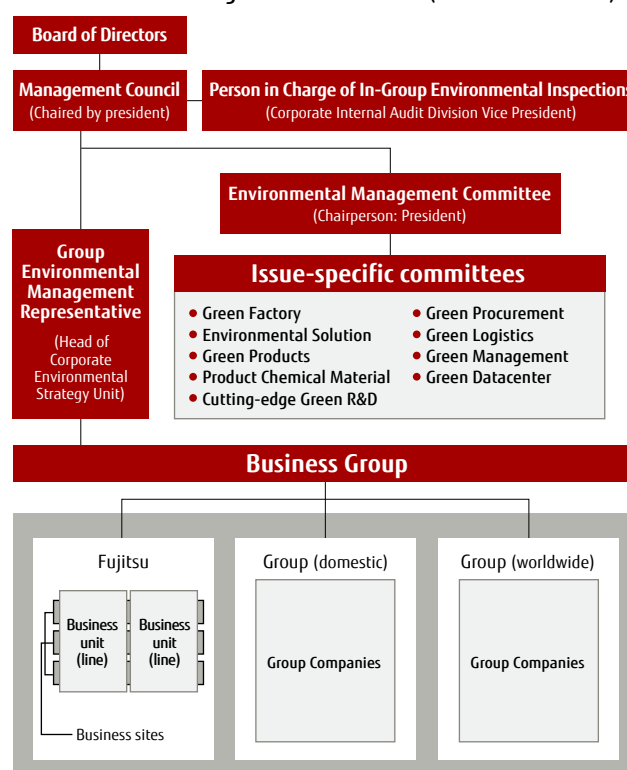 Board of Directors
Management Council
(Chaired by president)
Person in Charge of In-Group Environmental Inspections
(Corporate Internal Audit Division Vice President)
Environmental Management Committee
(Chairperson: President)
Group
Environmental
Management
Representative
(Head of
Corporate
Environmental
Strategy Unit)
Issue-specific committees
• Green Factory
• Environmental Solution
• Green Products
• Product Chemical Material
• Cutting-edge Green R&D
• Green Procurement
• Green Logistics
• Green Management
• Green Datacenter
Business Group
Fujitsu
Business
unit
(line)
Business
unit
(line)
Business sites
Group (domestic)
Group Companies
Group (worldwide)
Group Companies